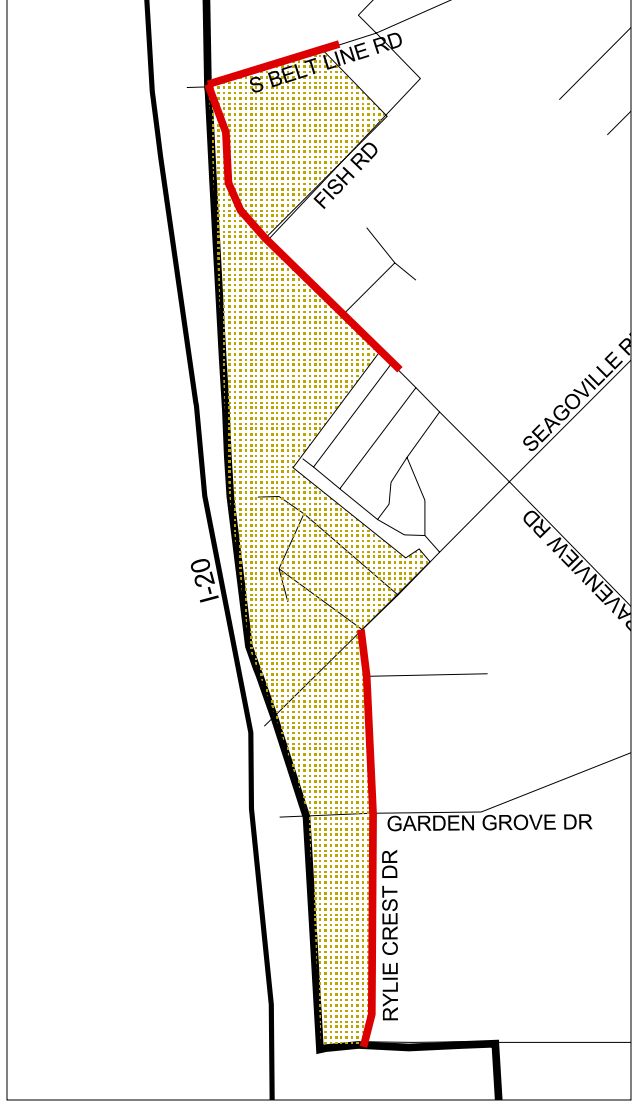 S BELT LINE RD
FISH RD
SEAGOVILLE R
I-20
RAVENVIEW RD
GARDEN GROVE DR
RYLIE CREST DR